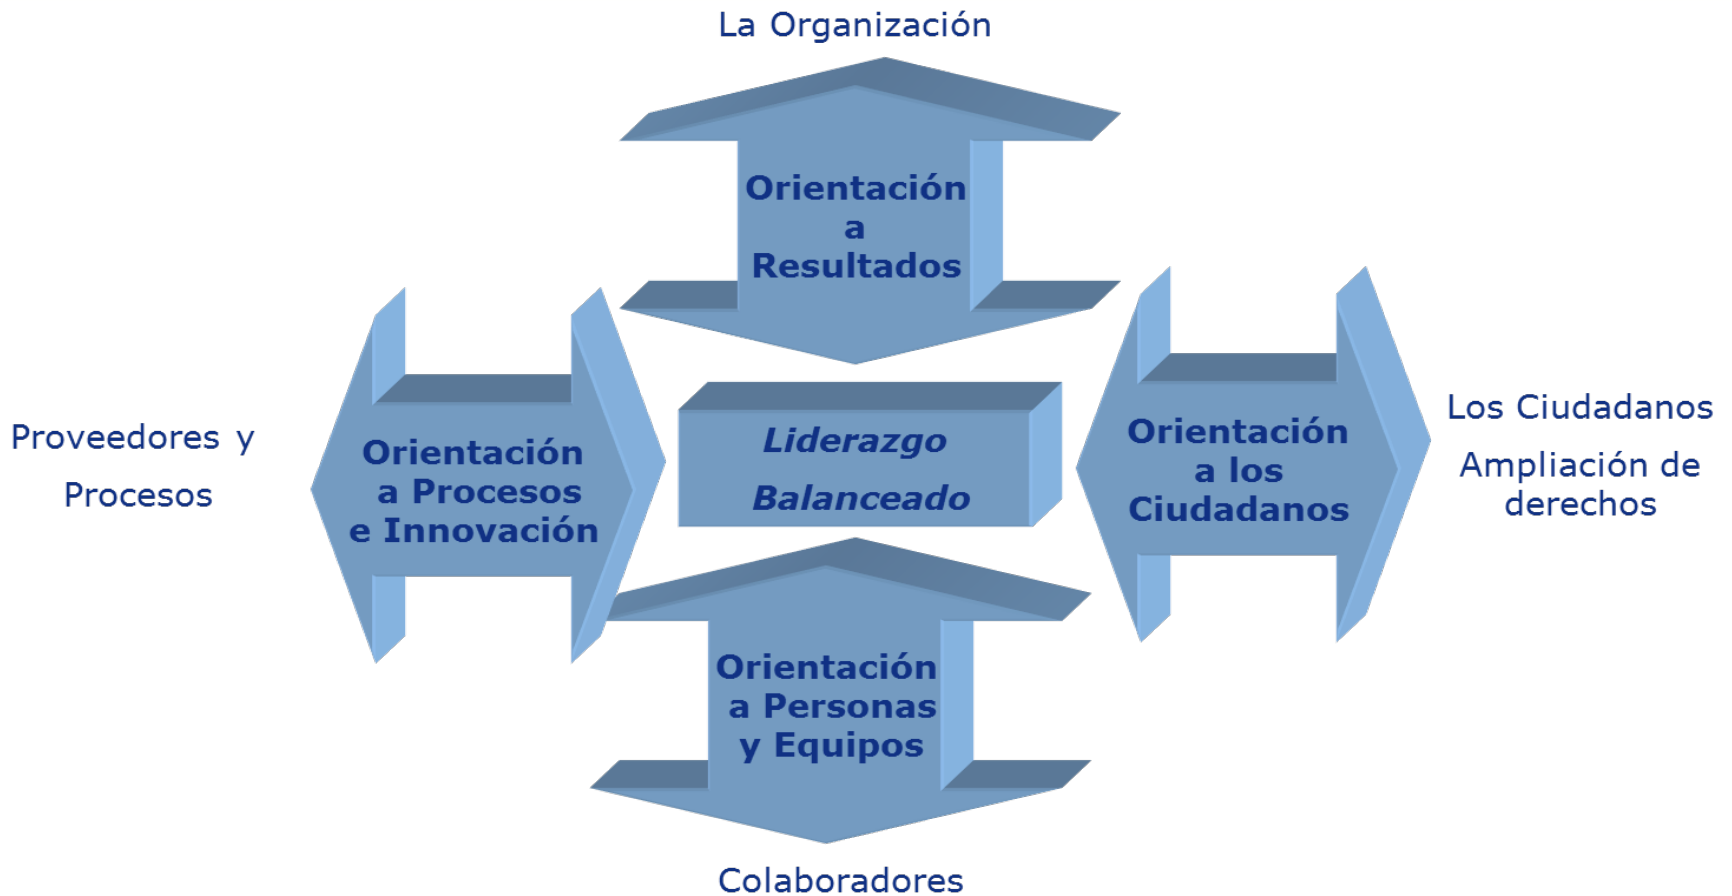 La Organización
Orientación
a
Resultados
Proveedores y
Procesos
Orientación
a Procesos
e Innovación
Liderazgo
Balanceado
Orientación
a los
Ciudadanos
Los Ciudadanos
Ampliación de
derechos
Orientación
a Personas
y Equipos
Colaboradores